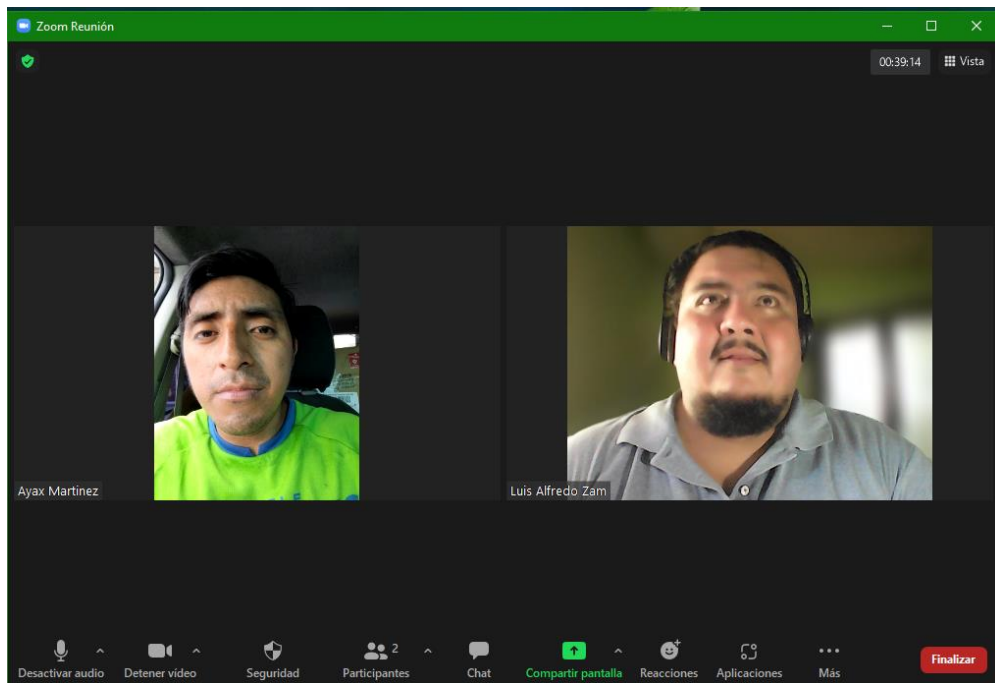 Zoom Reunión
00:39:14
Vista
Ayax Martinez
Luis Alfredo Zam
2
Desactivar audio
Detener video
Seguridad
Participantes
Chat
Compartir pantalla
Reacciones
Aplicaciones
Más
Finalizar